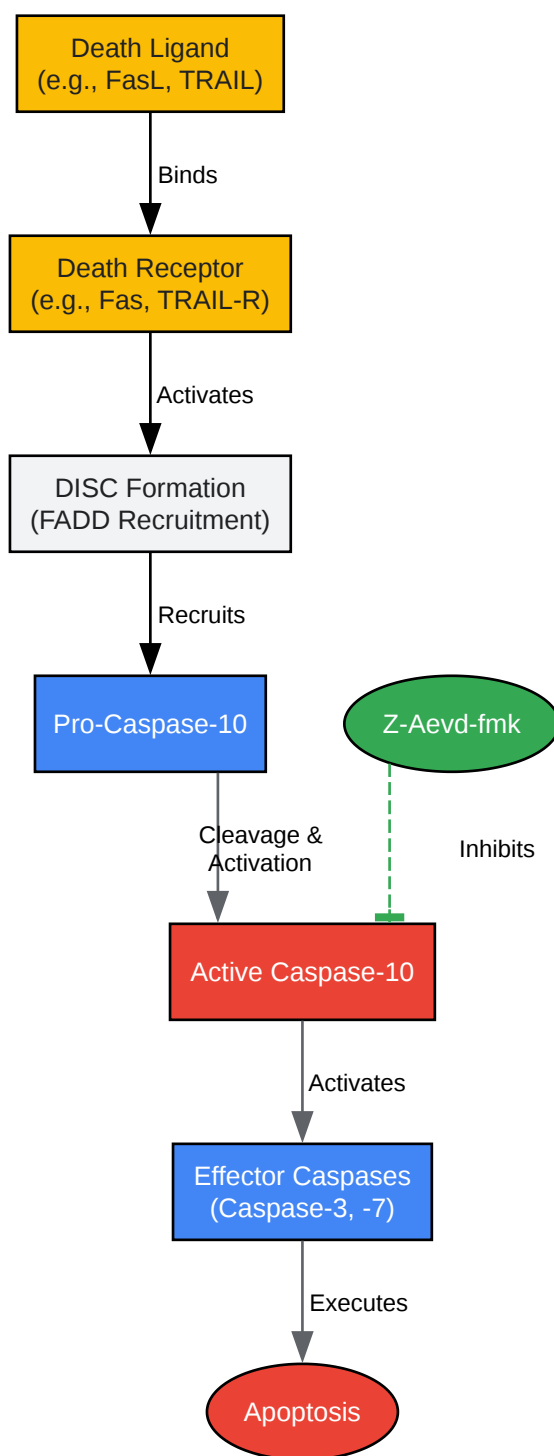 Death Ligand
(e.g., FasL, TRAIL)
Binds
Death Receptor
(e.g., Fas, TRAIL-R)
Activates
DISC Formation
(FADD Recruitment)
Recruits
Pro-Caspase-10
Z-Aevd-fmk
Cleavage &
Activation
Inhibits
Active Caspase-10
Activates
Effector Caspases
(Caspase-3, -7)
Executes
Apoptosis